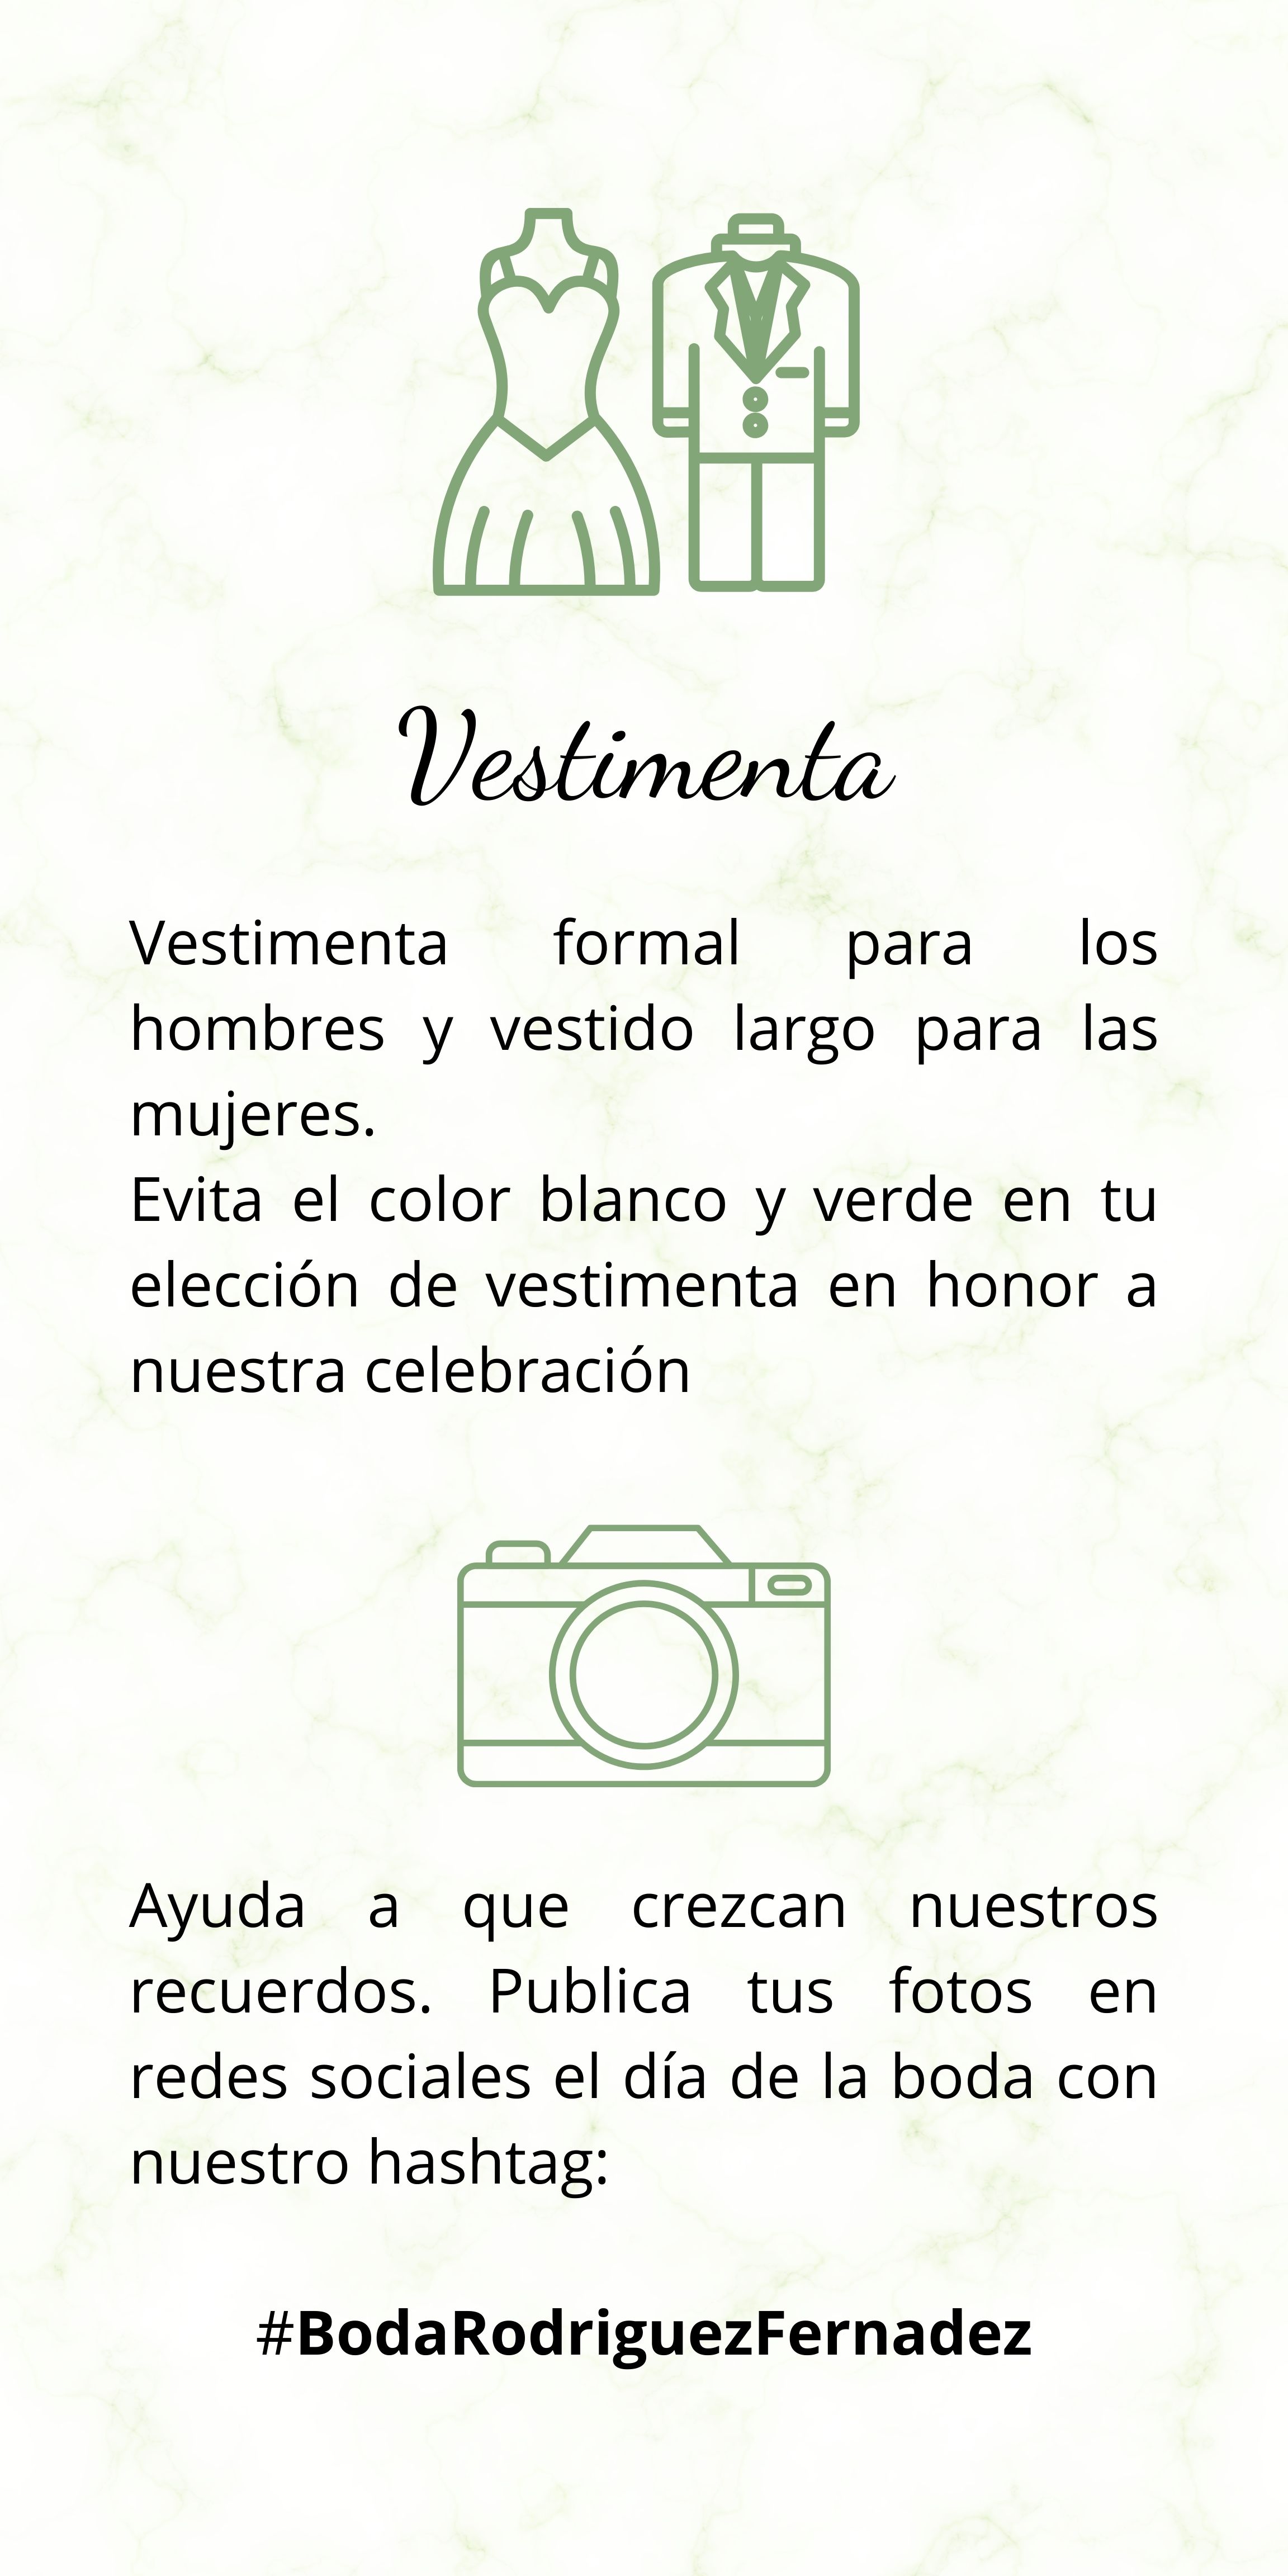 Vestimenta
Vestimenta formal para los
hombres y vestido largo para las
mujeres.
Evita el color blanco y verde en tu
elección de vestimenta en honor a
nuestra celebración
Ayuda a que crezcan nuestros
recuerdos. Publica tus fotos en
redes sociales el día de la boda con
nuestro hashtag:
#BodaRodriguezFernadez